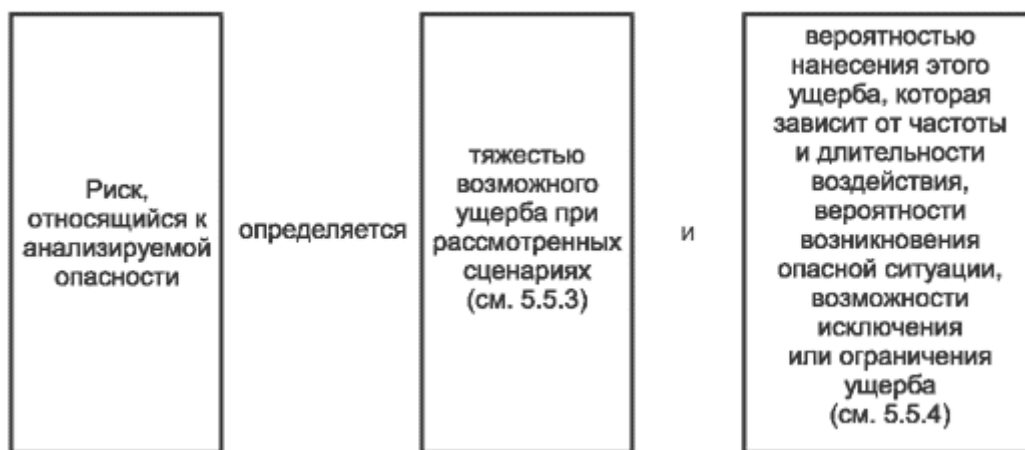 Риск,
относящийся к
анализируемой
опасности
определяется
тяжестью
возможного
ущерба при
рассмотренных
сценариях
(см. 5.5.3)
и
вероятностью
нанесения этого
ущерба, которая
зависит от частоты
и длительности
воздействия,
вероятности
возникновения
опасной ситуации,
возможности
исключения
или ограничения
ущерба
(см. 5.5.4)